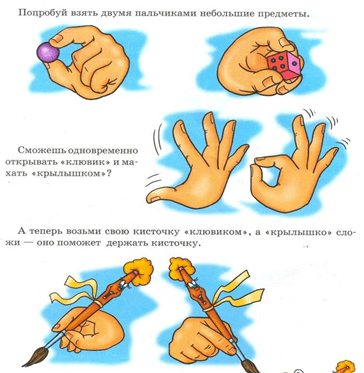 Попробуй взять двумя пальчиками небольшие предметы.
Сможешь одновременно
открывать «клювик» и ма-
хать «крылышком»?
А теперь возьми свою кисточку «клювиком», а «крылышко» сло-
жи — оно поможет держать кисточку.